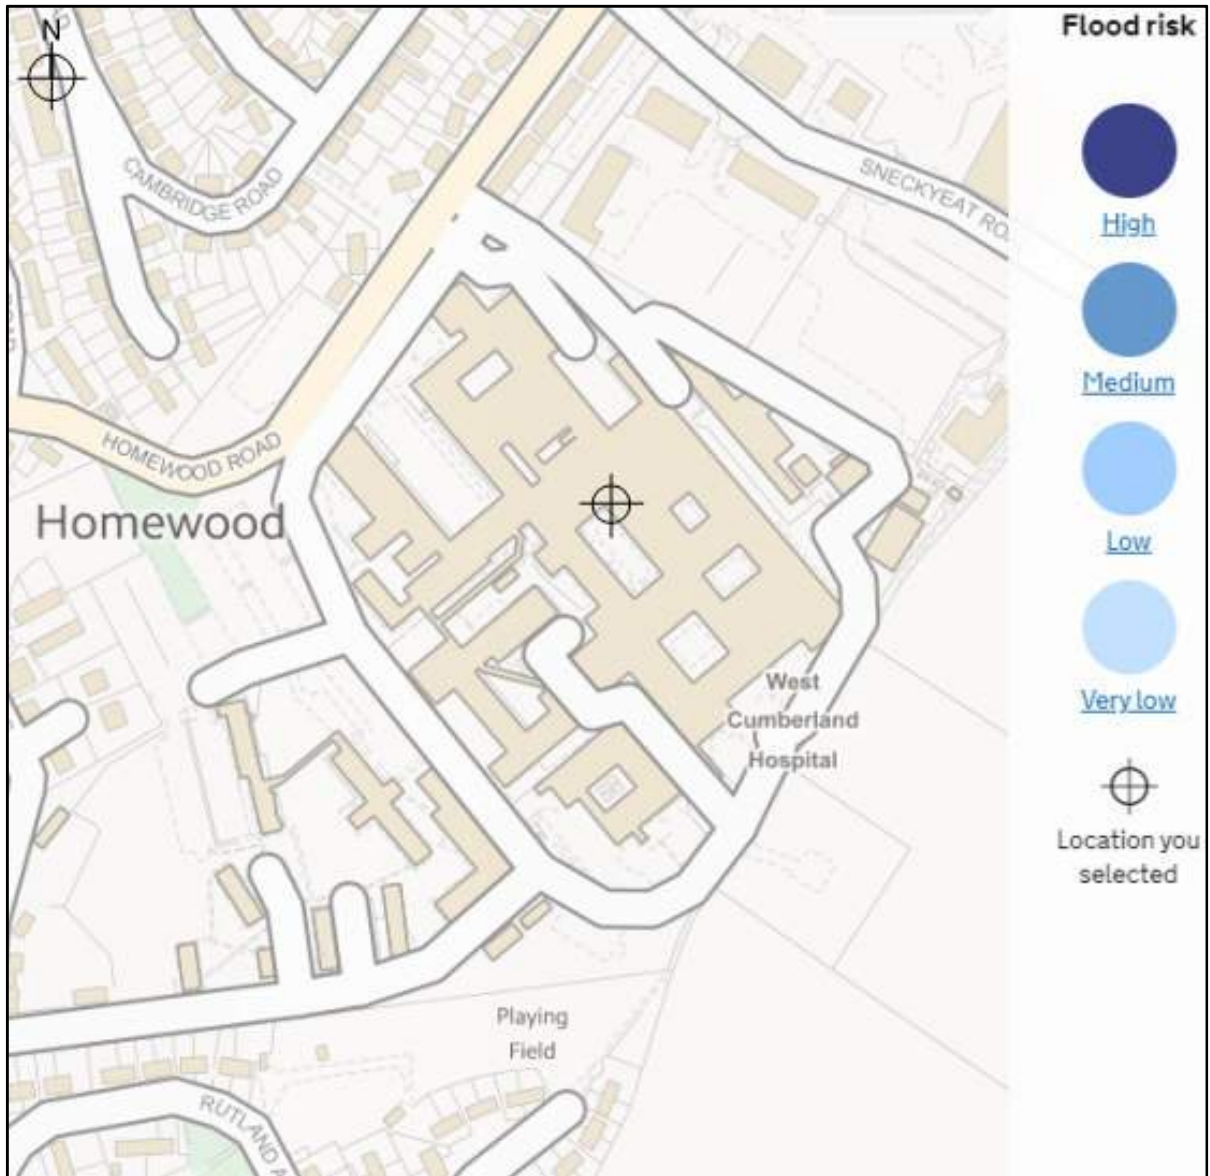 N
Flood risk
High
Medium
Low
Very low
Location you
selected
CAMBRIDGE ROAD
SNECKYEAT RO
HOMEWOOD ROAD
Homewood
West
Cumberland
Hospital
Playing
Field
RUTLAND A